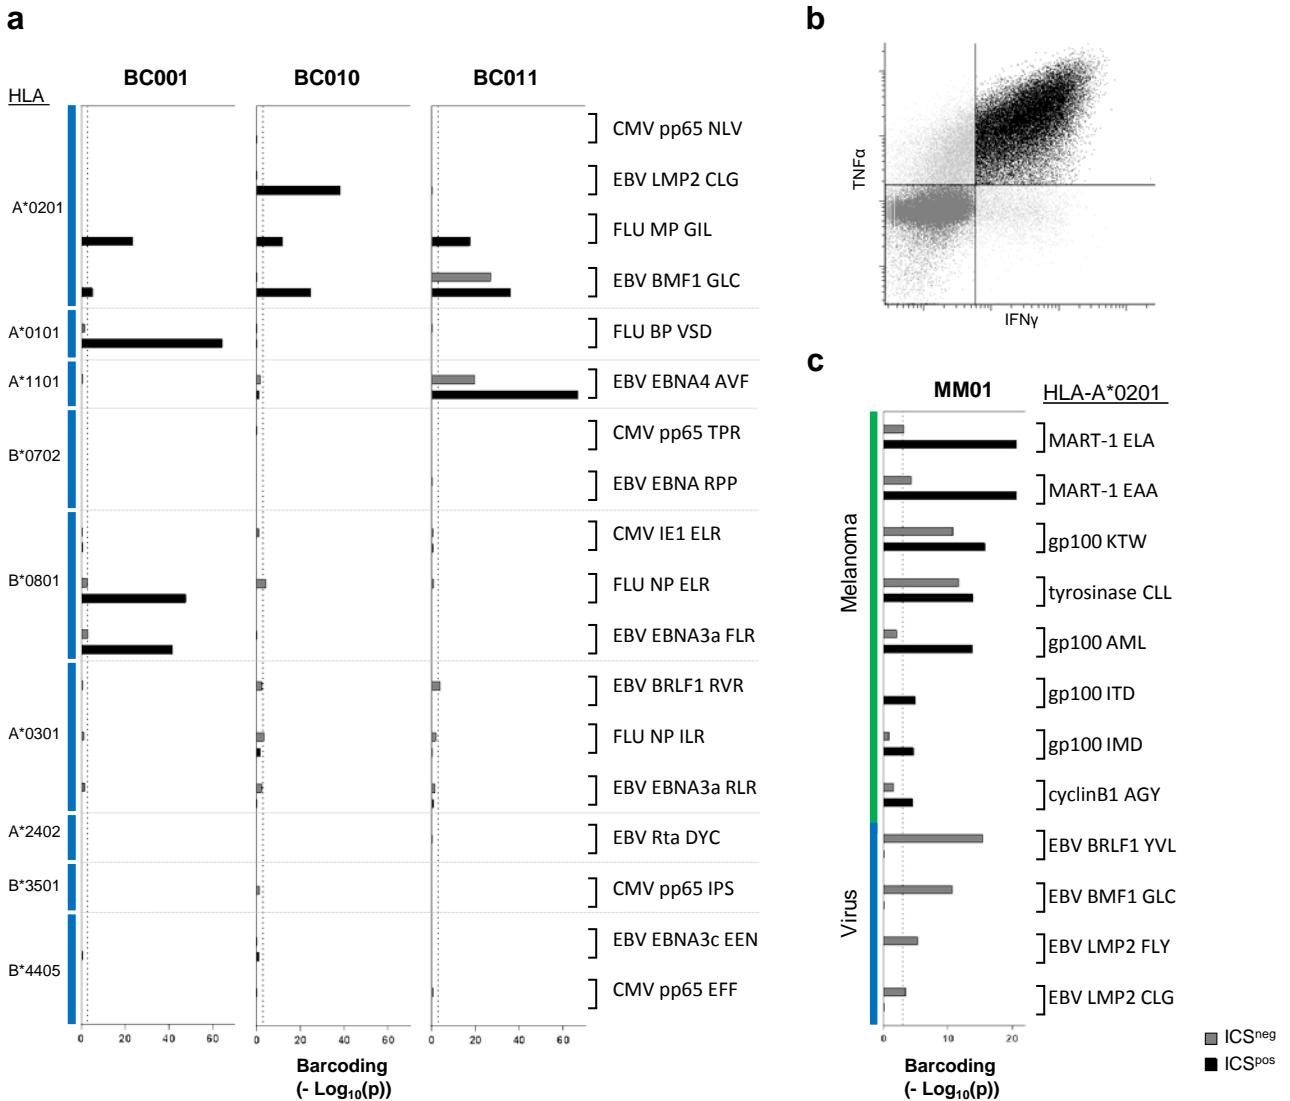 a
BC001
BC010
BC011
HLA
A*0201
A*0101
A*1101
B*0702
B*0801
A*0301
A*2402
B*3501
B*4405
CMV pp65 NLV
EBV LMP2 CLG
FLU MP GIL
EBV BMF1 GLC
FLU BP VSD
EBV EBNA4 AVF
CMV pp65 TPR
EBV EBNA RPP
CMV IE1 ELR
FLU NP ELR
EBV EBNA3a FLR
EBV BRLF1 RVR
FLU NP ILR
EBV EBNA3a RLR
EBV Rta DYC
CMV pp65 IPS
EBV EBNA3c EEN
CMV pp65 EFF
0 20 40 60
0 20 40 60
0 20 40 60
Barcoding
(- Log10(p))
b
TNFα
IFNγ
c
MM01
HLA-A*0201
Melanoma
Virus
MART-1 ELA
MART-1 EAA
gp100 KTW
tyrosinase CLL
gp100 AML
gp100 ITD
gp100 IMD
cyclinB1 AGY
EBV BRLF1 YVL
EBV BMF1 GLC
EBV LMP2 FLY
EBV LMP2 CLG
0 10 20
Barcoding
(- Log10(p))
ICSneg
ICSpos